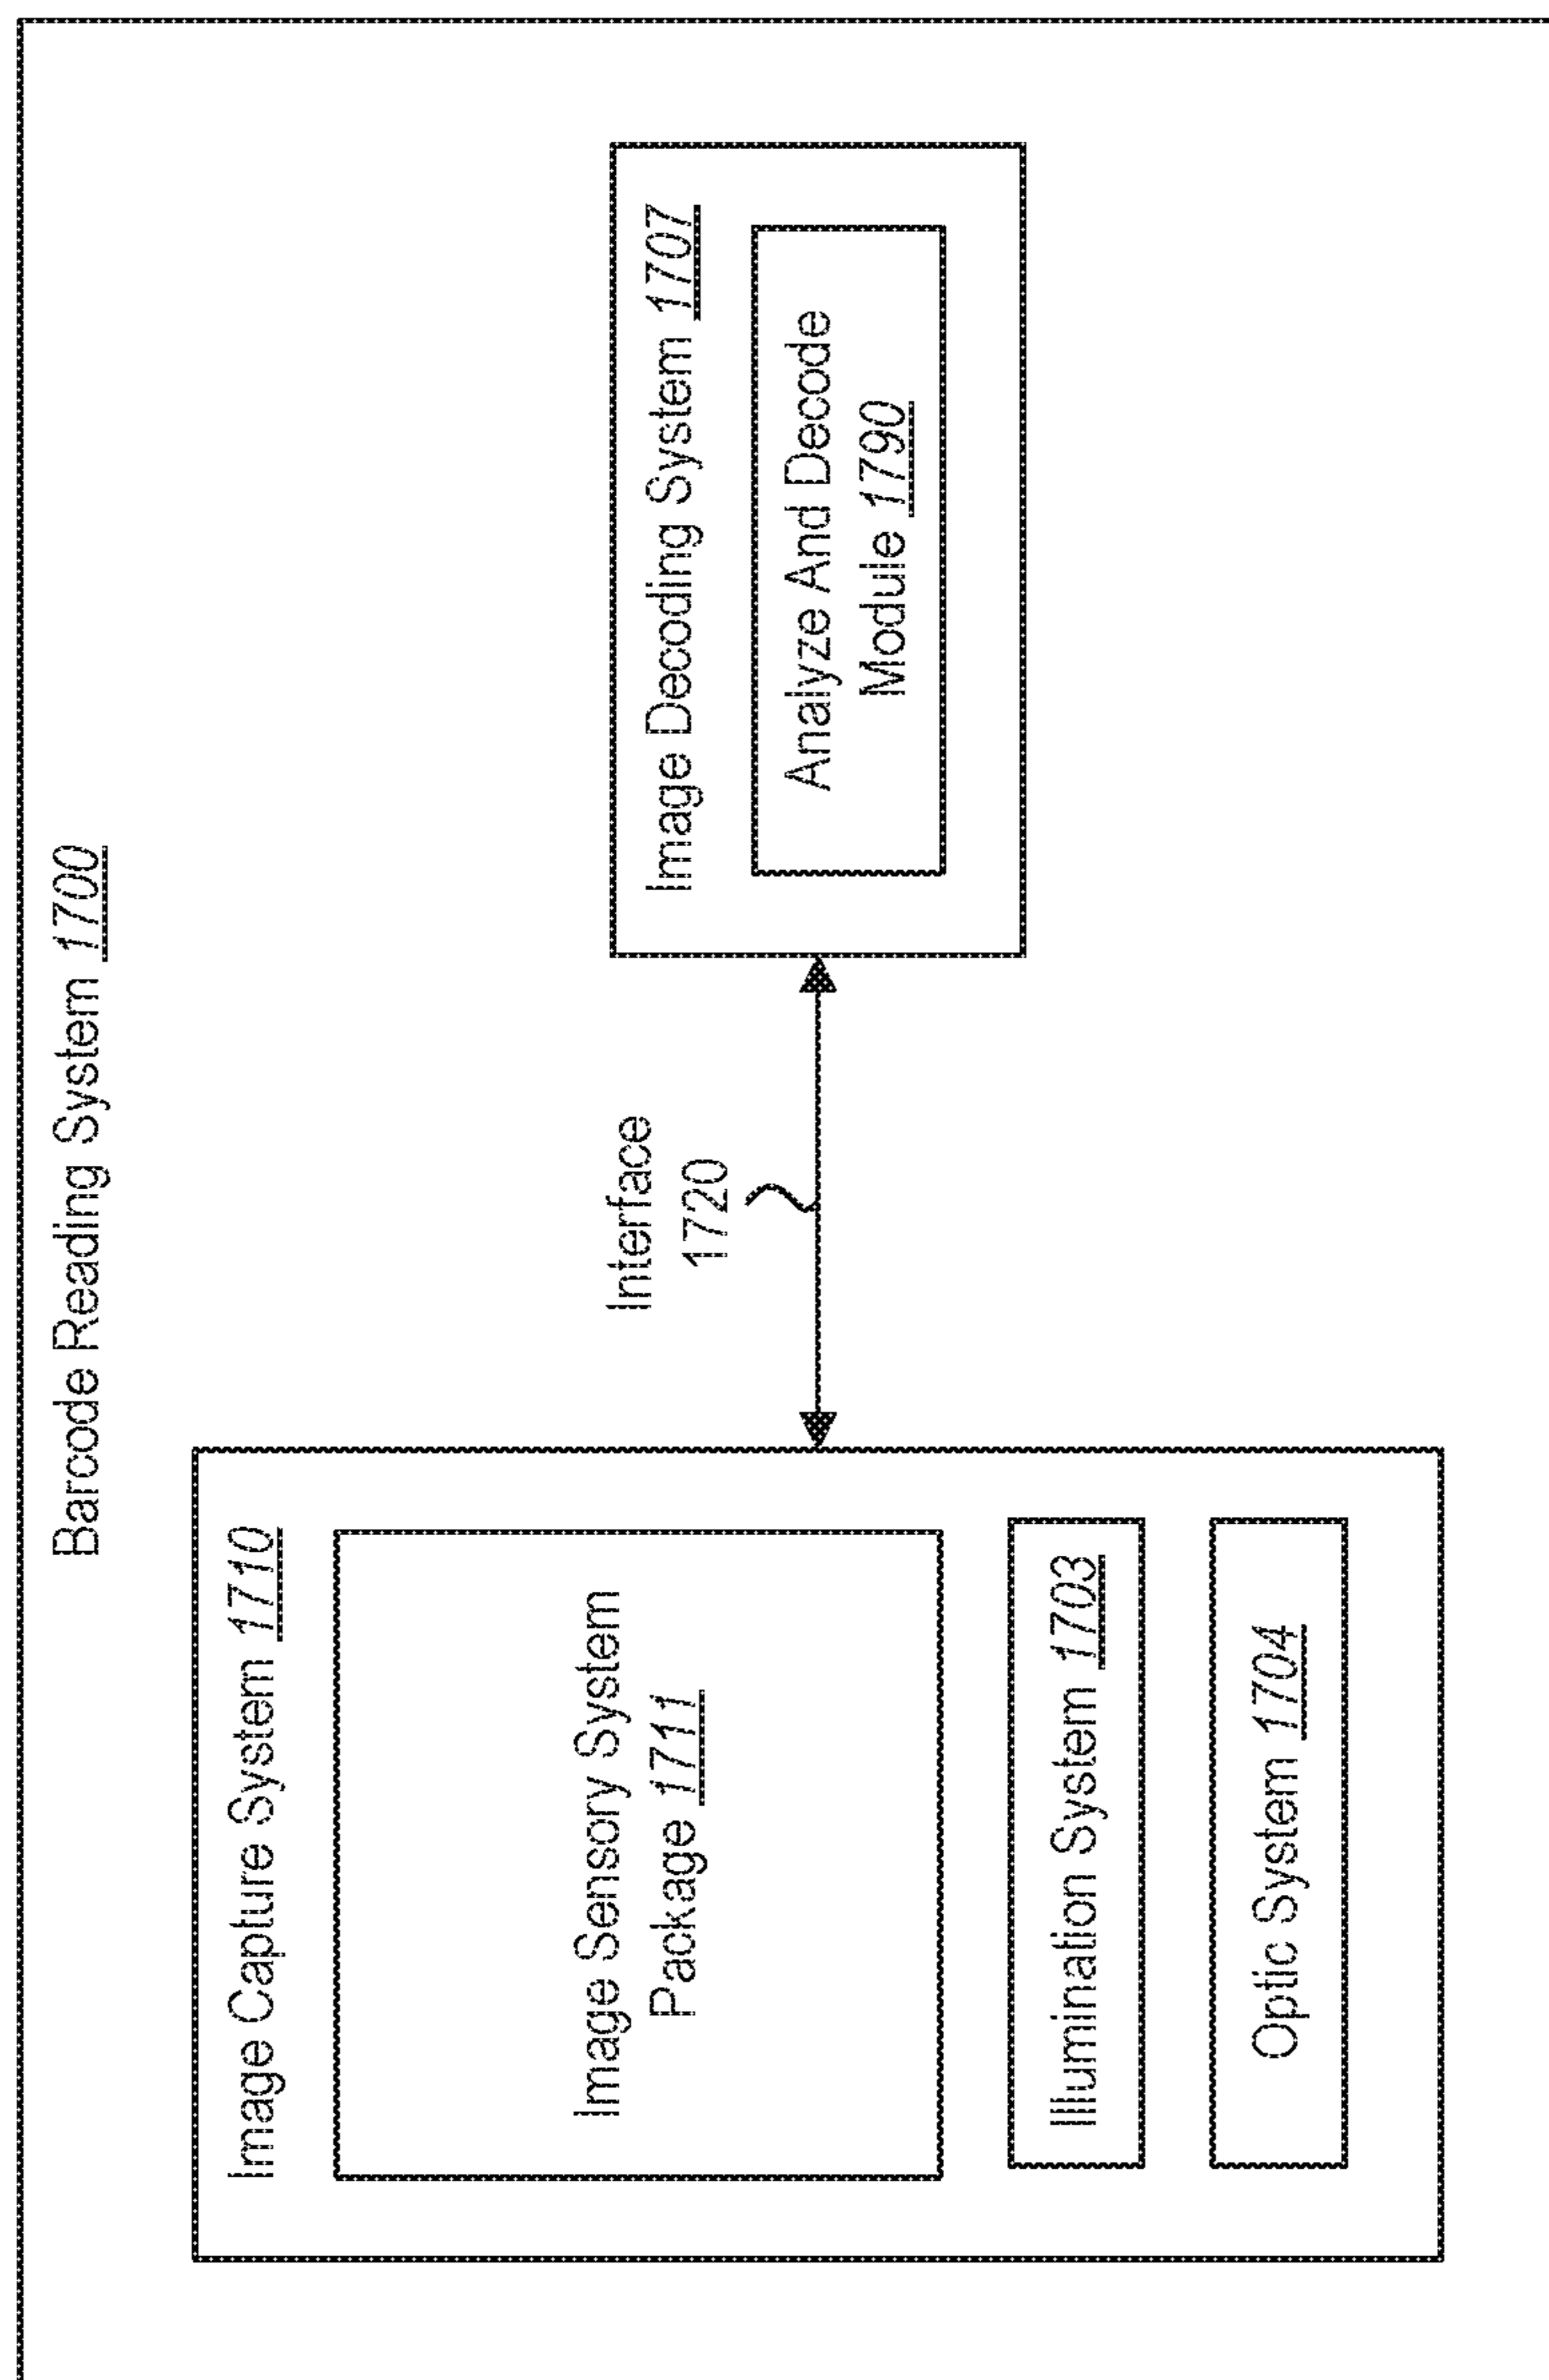 Barcode Reading System 1700
Image Capture System 1710
Image Sensory System
Package 1711
Illumination System 1703
Optic System 1704
Interface
1720
Image Decoding System 1707
Analyze And Decode
Module 1790